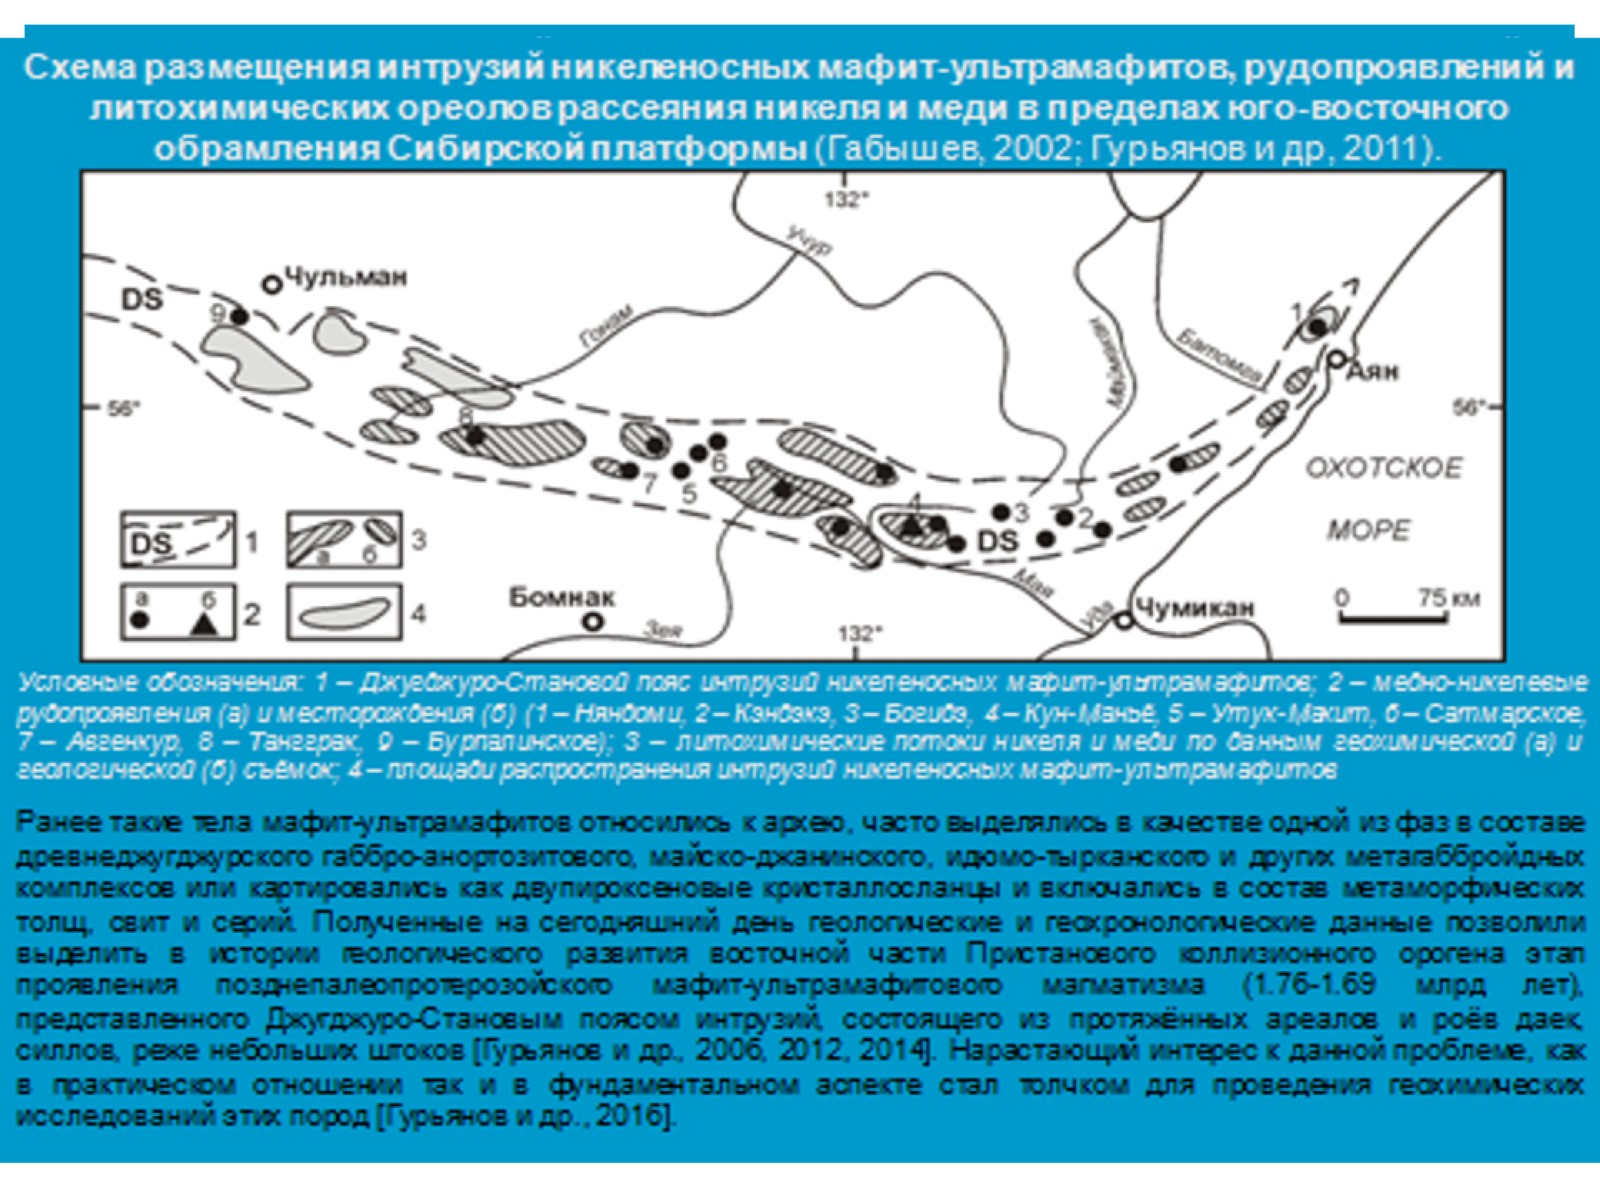 Схема размещения интрузий никеленосных мафит-ультрамафитов, рудопроявлений и
литохимических ореолов рассеяния никеля и меди в пределах юго-восточного
обрамления Сибирской платформы (Габышев, 2002; Гурьянов и др, 2011).
132°
Учур
Чульман
DS
9
Гонам
1
Маймакан
Батомга
Аян
56°
56°
8
6
7
5
ОХОТСКОЕ
4
3
2
DS
МОРЕ
DS
1
а
б
3
Мая
а
б
2
4
Бомнак
Зея
132°
Уда
Чумикан
0
75 км
Условные обозначения: 1 – Джугджуро-Становой пояс интрузий никеленосных мафит-ультрамафитов; 2 – медно-никелевые
рудопроявления (а) и месторождения (б) (1 – Няндоми, 2 – Кэндэкэ, 3 – Богидэ, 4 – Кун-Маньё, 5 – Утук-Макит, 6 – Сатмарское,
7 – Авгенкур, 8 – Танграк, 9 – Бурпалинское); 3 – литохимические потоки никеля и меди по данным геохимической (а) и
геологической (б) съёмок; 4 – площади распространения интрузий никеленосных мафит-ультрамафитов
Ранее такие тела мафит-ультрамафитов относились к архею, часто выделялись в качестве одной из фаз в составе
древнеджугджурского габбро-анортозитового, майско-джанинского, идюмо-тырканского и других метагаббройдных
комплексов или картировались как двупироксеновые кристаллосланцы и включались в состав метаморфических
толщ, свит и серий. Полученные на сегодняшний день геологические и геохронологические данные позволили
выделить в истории геологического развития восточной части Пристанового коллизионного орогена этап
проявления позднепалеопротерозойского мафит-ультрамафитового магматизма (1.76-1.69 млрд лет),
представленного Джугджуро-Становым поясом интрузий, состоящего из протяжённых ареалов и роёв даек,
силлов, реже небольших штоков [Гурьянов и др., 2006, 2012, 2014]. Нарастающий интерес к данной проблеме, как
в практическом отношении так и в фундаментальном аспекте стал толчком для проведения геохимических
исследований этих пород [Гурьянов и др., 2016].